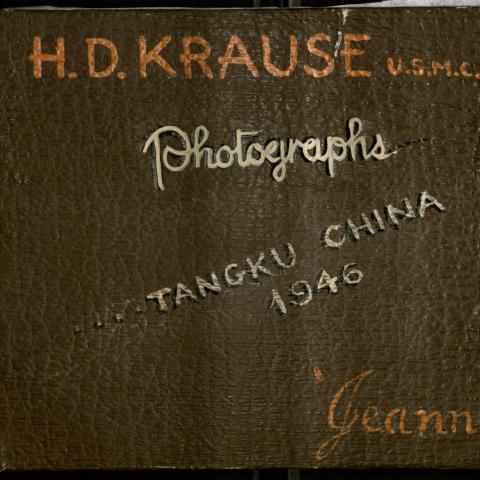 H.D. KRAUSE U.S.M.C.
Photographs
....TANGKU CHINA
1946
"Jeann